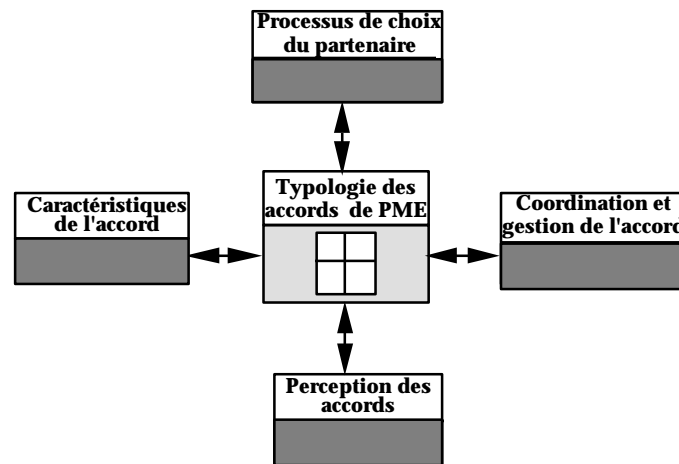 Processus de choix
du partenaire
Typologie des
accords de PME
Caractéristiques
de l'accord
Coordination et
gestion de l'accord
Perception des
accords